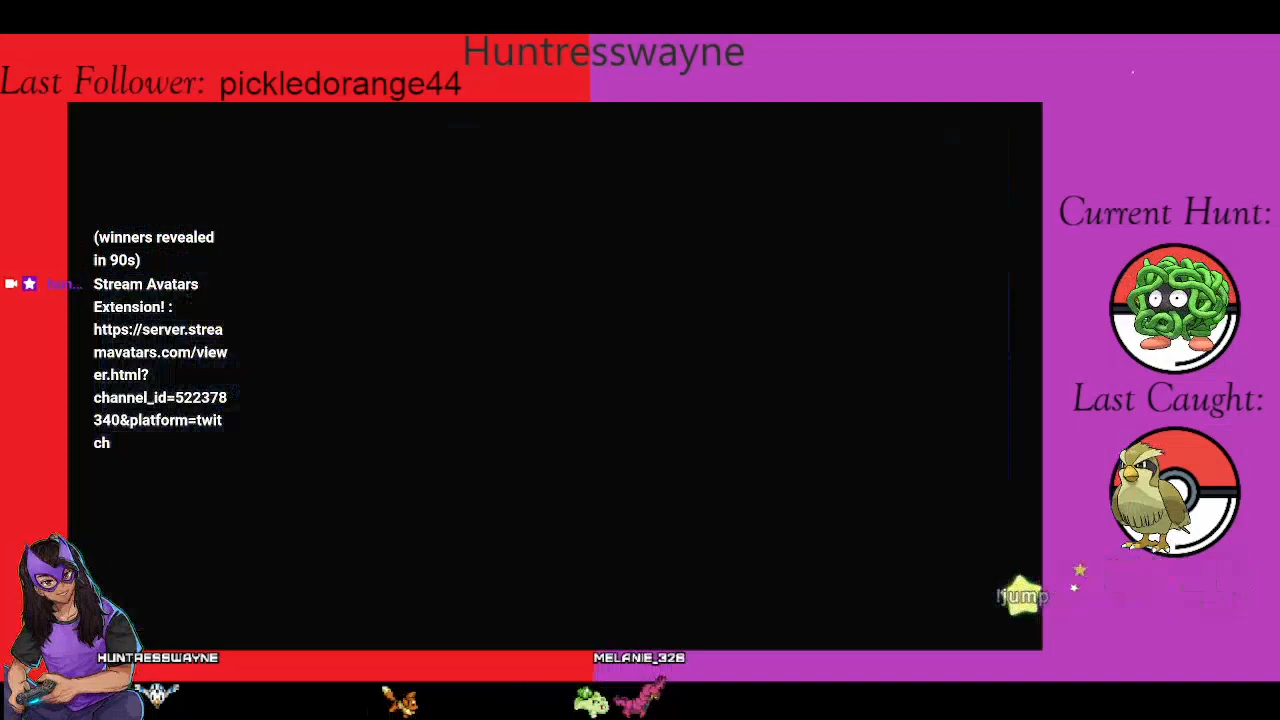 Huntresswayne
Last Follower: pickledorange44
(winners revealed
in 90s)
Stream Avatars
Extension! :
https://server.strea
mavatars.com/view
er.html?
channel_id=522378
340&platform=twit
ch
Current Hunt:
Last Caught:
!jump
HUNTRESSWAYNE
MELANIE_328